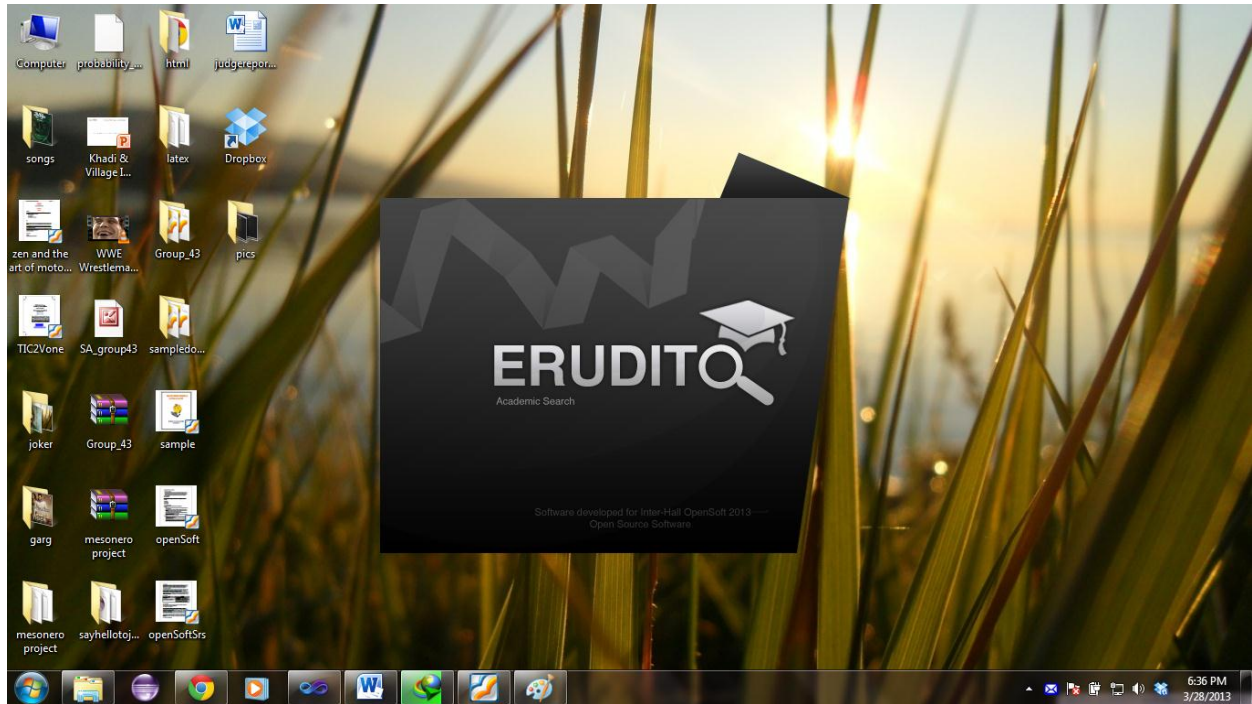 Computer
probability_...
html
judgerepor...
songs
Khadi &
Village I...
latex
Dropbox
zen and the
art of moto...
WWE
Wrestlema...
Group_43
pics
TIC2Vone
SA_group43
sampledo...
joker
Group_43
sample
garg
mesonero
project
openSoft
mesonero
project
sayhellotoj...
openSoftSrs
ERUDITO
Academic Search
Software developed for Inter-Hall OpenSoft 2013
Open Source Software
6:36 PM
3/28/2013